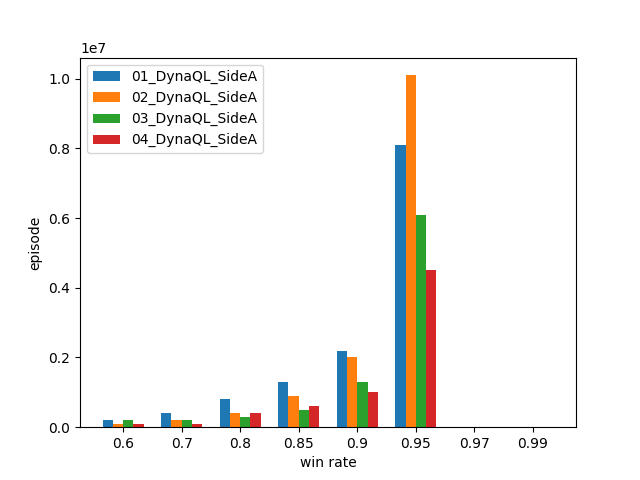 1e7
01_DynaQL_SideA
02_DynaQL_SideA
03_DynaQL_SideA
04_DynaQL_SideA
1.0
0.8
0.6
0.4
0.2
0.0
episode
0.6 0.7 0.8 0.85 0.9 0.95 0.97 0.99
win rate